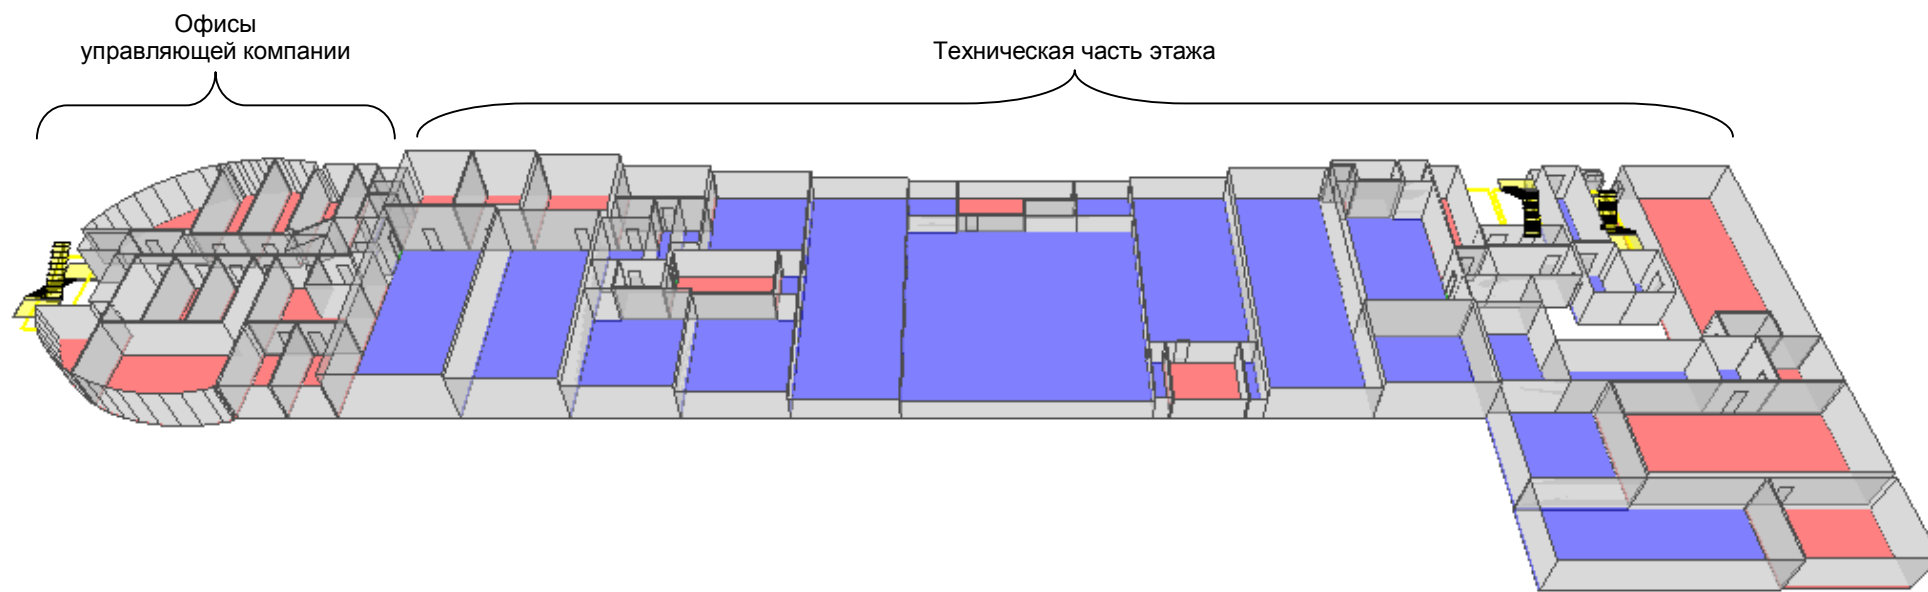 Офисы
управляющей компании
Техническая часть этажа